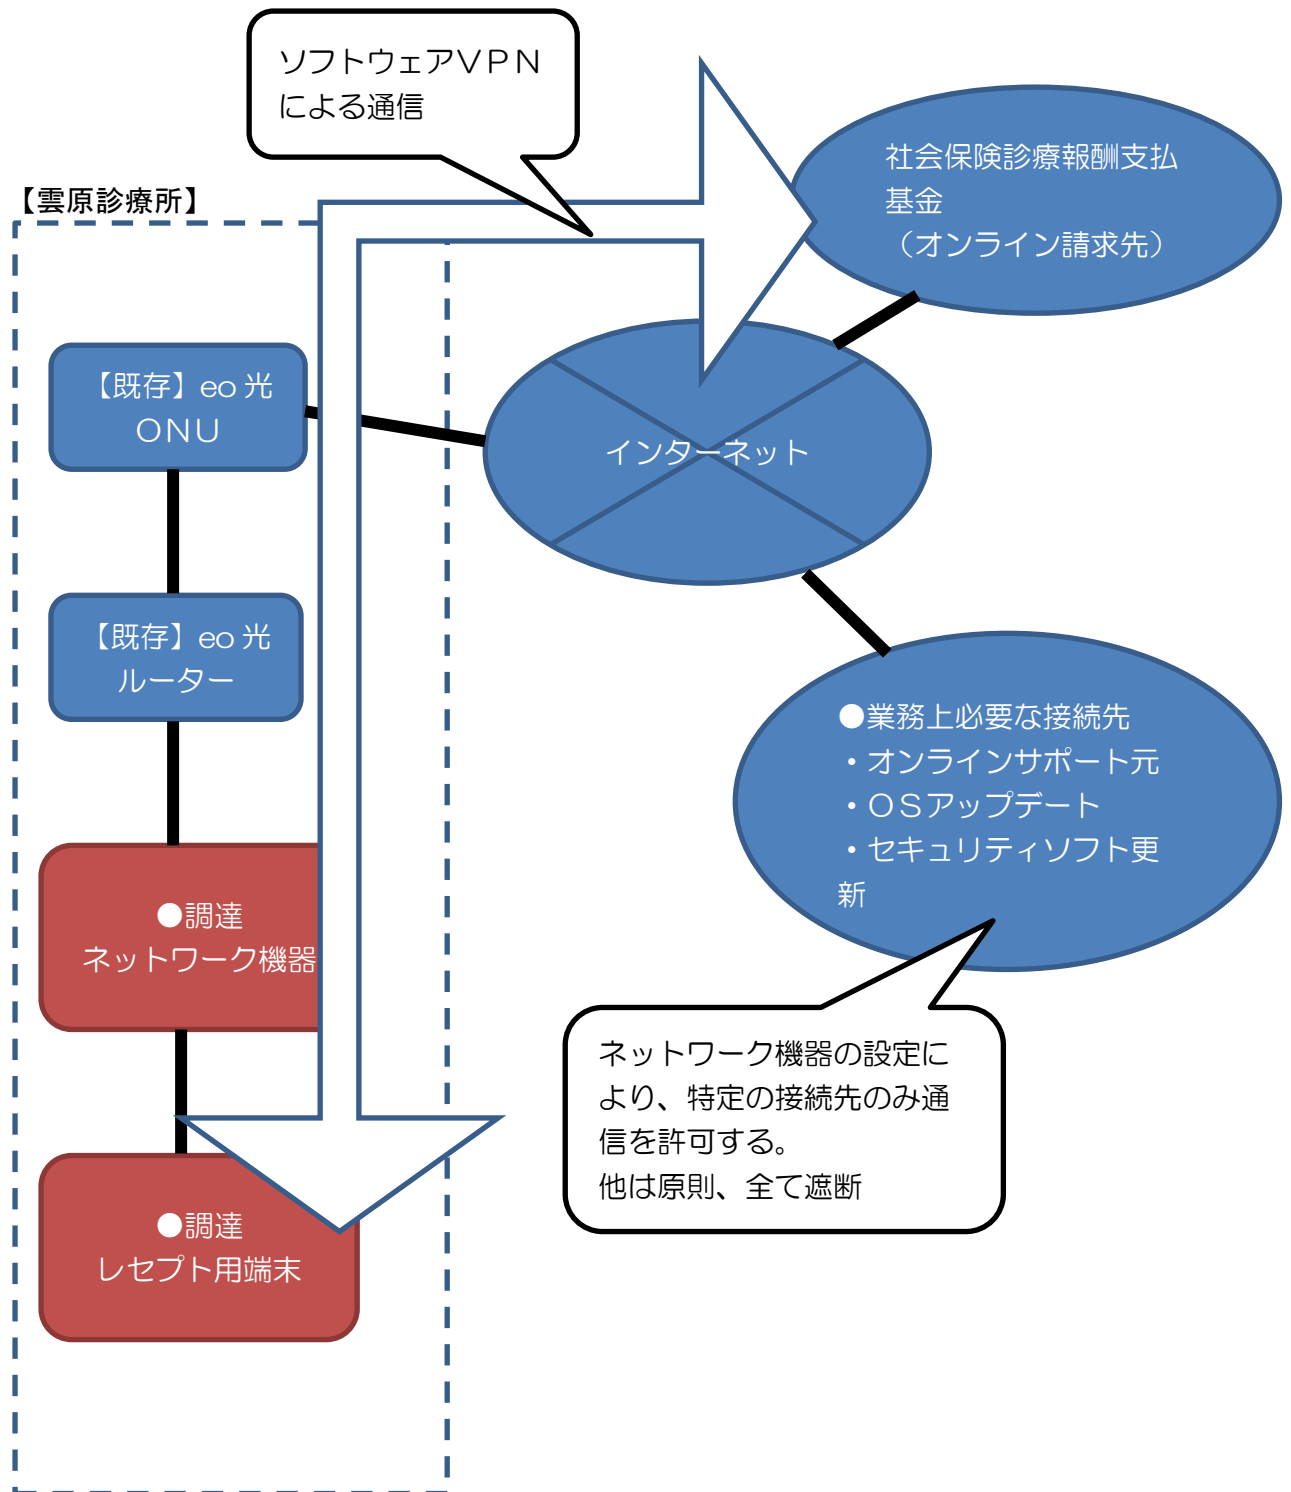 ソフトウェアＶＰＮ
による通信
社会保険診療報酬支払
基金
（オンライン請求先）
【雲原診療所】
【既存】eo 光
ＯＮＵ
インターネット
【既存】eo 光
ルーター
●業務上必要な接続先
・オンラインサポート元
・ＯＳアップデート
・セキュリティソフト更
新
●調達
ネットワーク機器
ネットワーク機器の設定に
より、特定の接続先のみ通
信を許可する。
他は原則、全て遮断
●調達
レセプト用端末